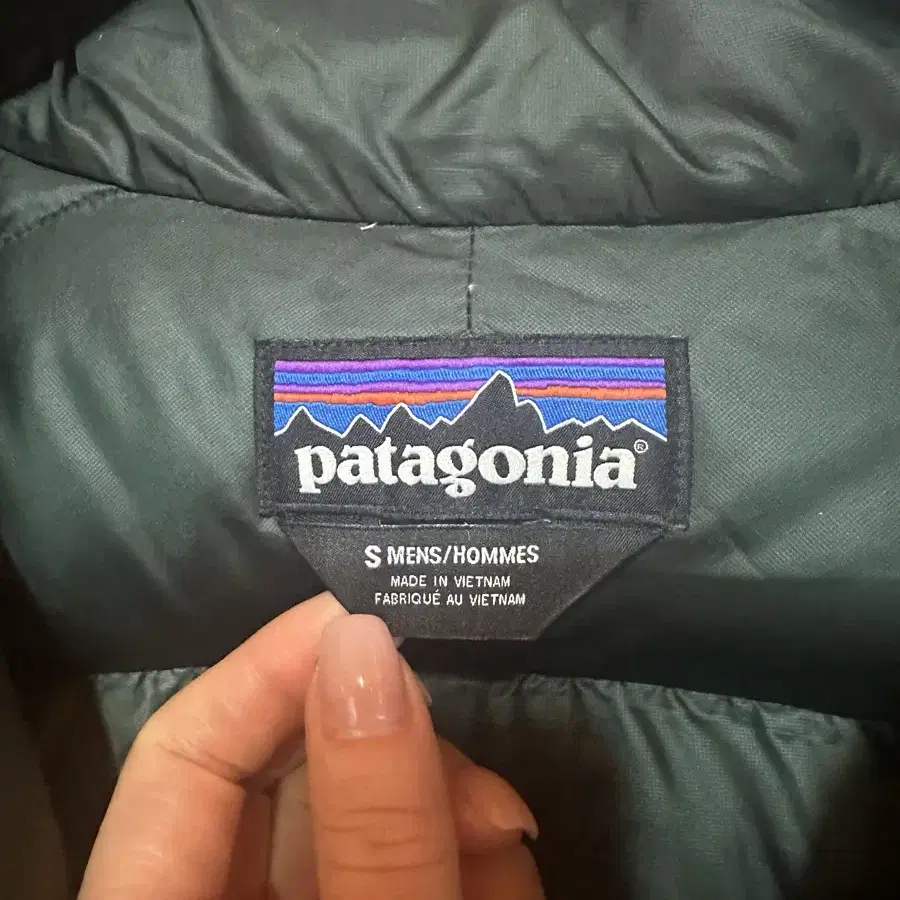 patagonia®
S MENS/HOMMES
MADE IN VIETNAM
FABRIQUÉ AU VIETNAM